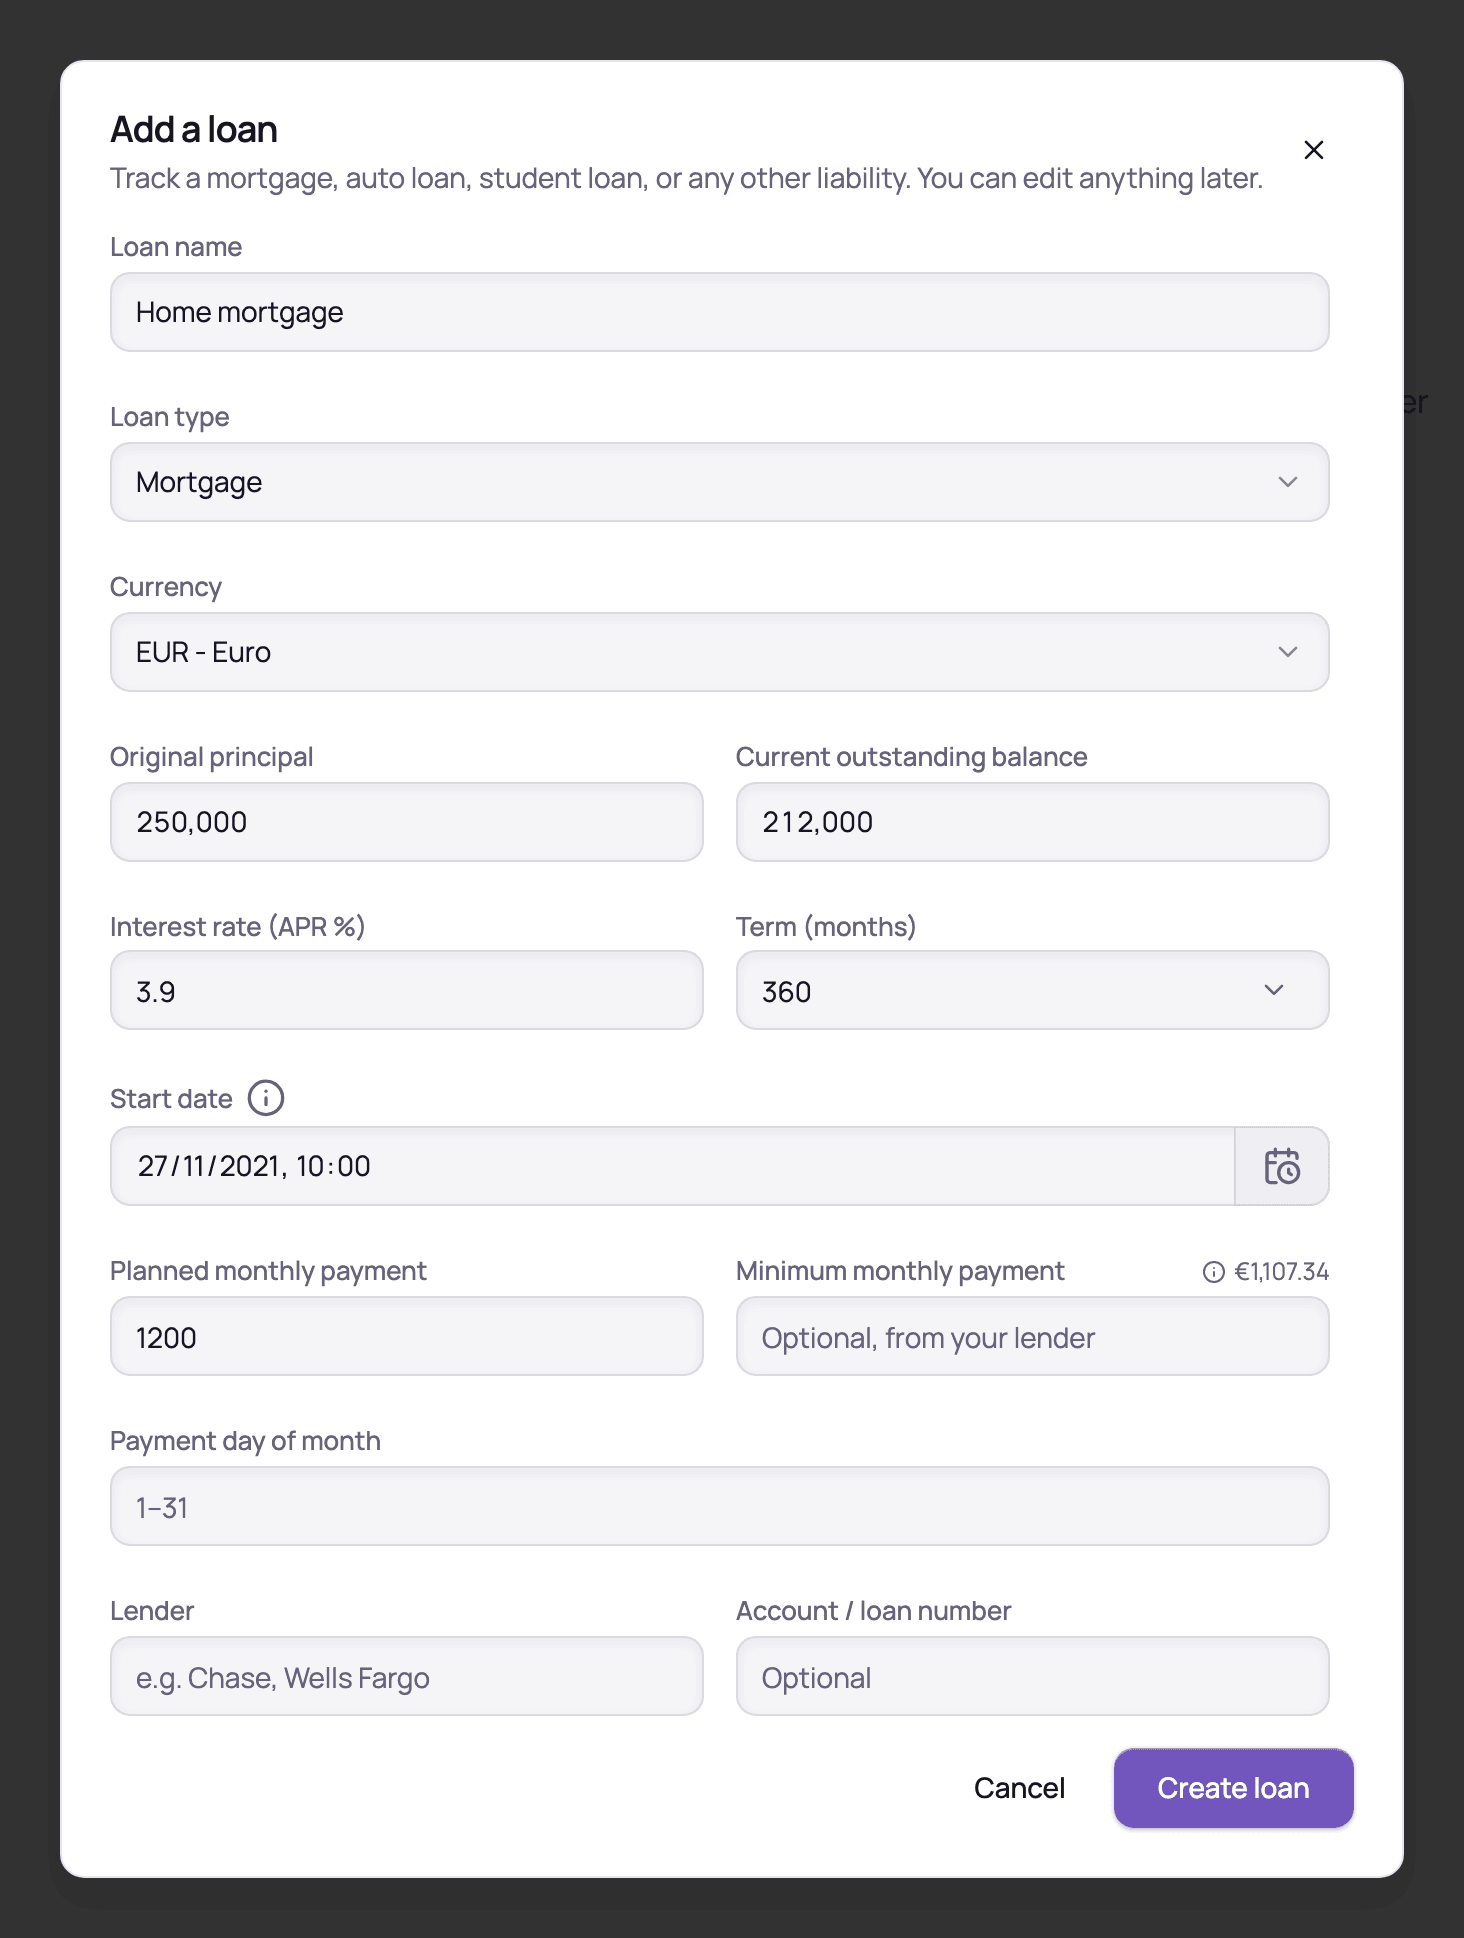 Add a loan
Track a mortgage, auto loan, student loan, or any other liability. You can edit anything later.
Loan name
Home mortgage
er
Loan type
Mortgage
Currency
EUR - Euro
Original principal
Current outstanding balance
250,000
212,000
Interest rate (APR %)
Term (months)
3.9
360
Start date
27/11/2021, 10:00
Planned monthly payment
Minimum monthly payment
€1,107.34
1200
Optional, from your lender
Payment day of month
1–31
Lender
Account / loan number
e.g. Chase, Wells Fargo
Optional
Cancel
Create loan